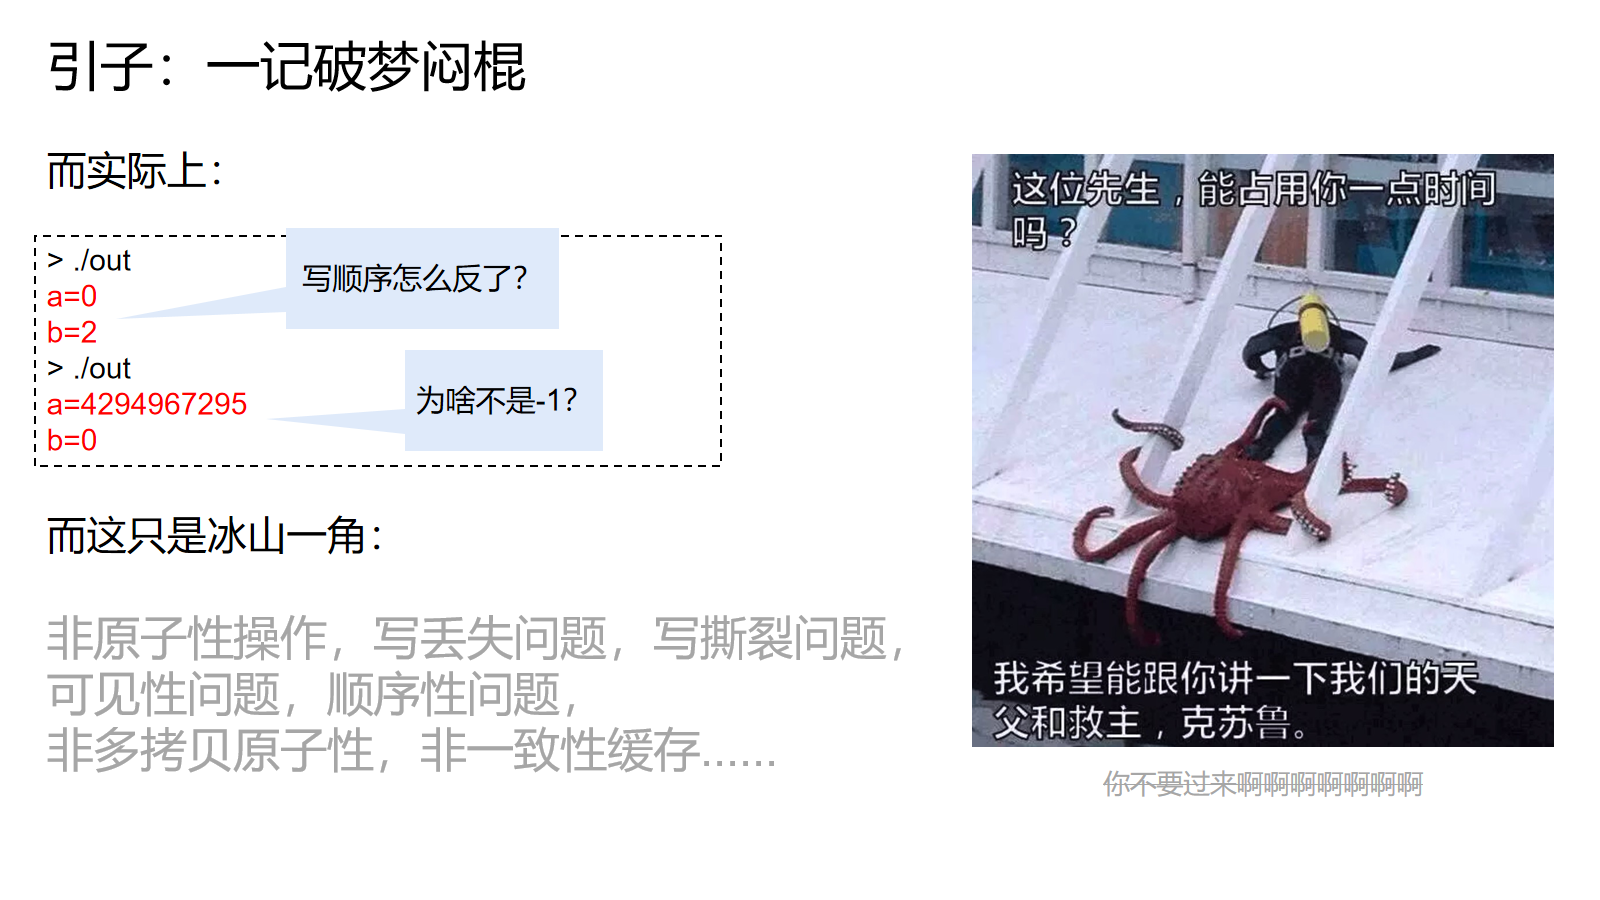 引子：一记破梦闷棍
而实际上：
> ./out
a=0
b=2
> ./out
a=4294967295
b=0
写顺序怎么反了？
为啥不是-1？
而这只是冰山一角：
非原子性操作，写丢失问题，写撕裂问题，
可见性问题，顺序性问题，
非多拷贝原子性，非一致性缓存……
这位先生，能占用你一点时间
吗？
我希望能跟你讲一下我们的天
父和救主，克苏鲁。
你不要过来啊啊啊啊啊啊啊